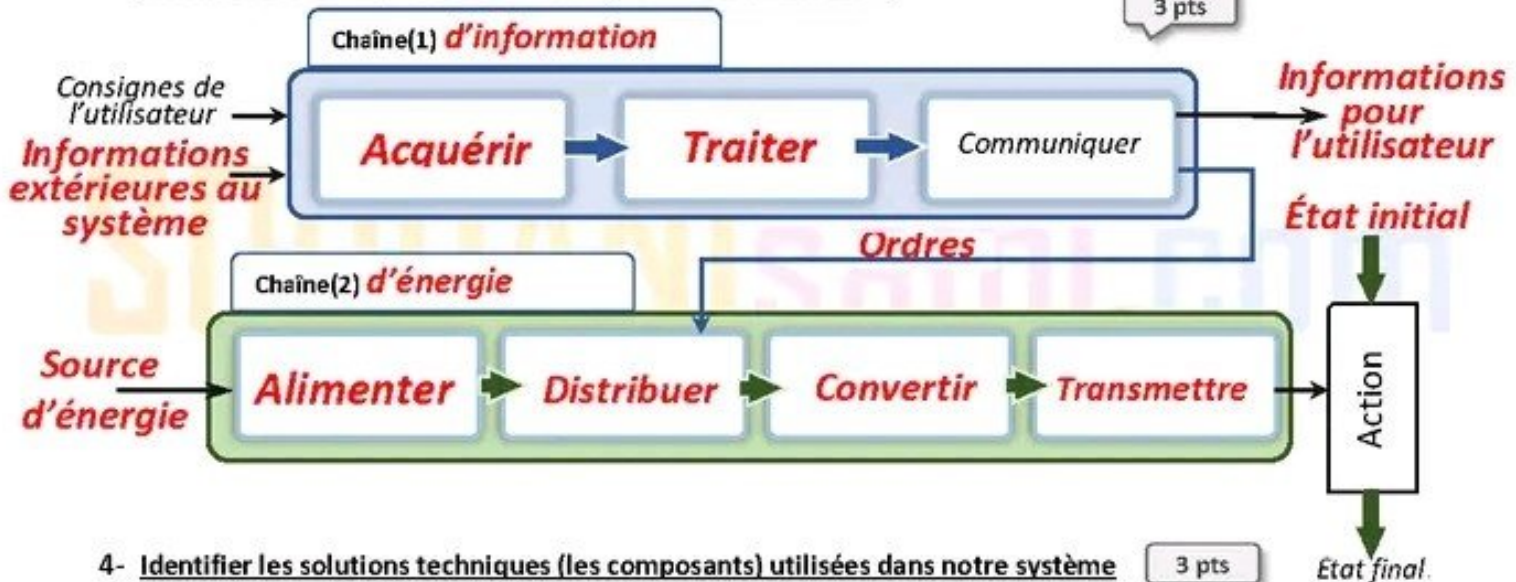 3 pts
Chaîne(1) d'information
Consignes de
l'utilisateur
Informations
extérieures au
système
Acquérir
Traiter
Communiquer
Informations
pour
l'utilisateur
Ordres
État initial
Chaîne(2) d'énergie
Source
d'énergie
Alimenter
Distribuer
Convertir
Transmettre
Action
4- Identifier les solutions techniques (les composants) utilisées dans notre système
3 pts
État final